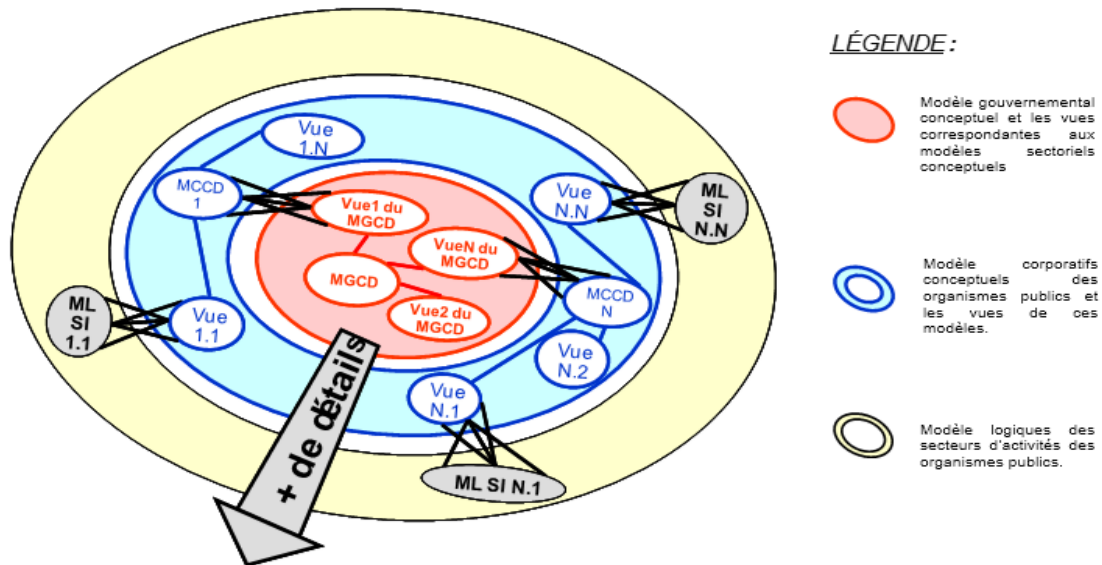 Vue
1.N
MCCD
1
Vue1 du
MGCD
VueN du
MGCD
MGCD
Vue2 du
MGCD
Vue
N.N
ML
SI
N.N
MCCD
N
Vue
N.2
Vue
N.1
ML SI N.1
ML
SI
1.1
Vue
1.1
+ de détails
LÉGENDE :
Modèle gouvernemental
conceptuel et les vues
correspondantes aux
modèles sectoriels
conceptuels
Modèle corporatifs
conceptuels des
organismes publics et
les vues de ces
modèles.
Modèle logiques des
secteurs d'activités des
organismes publics.